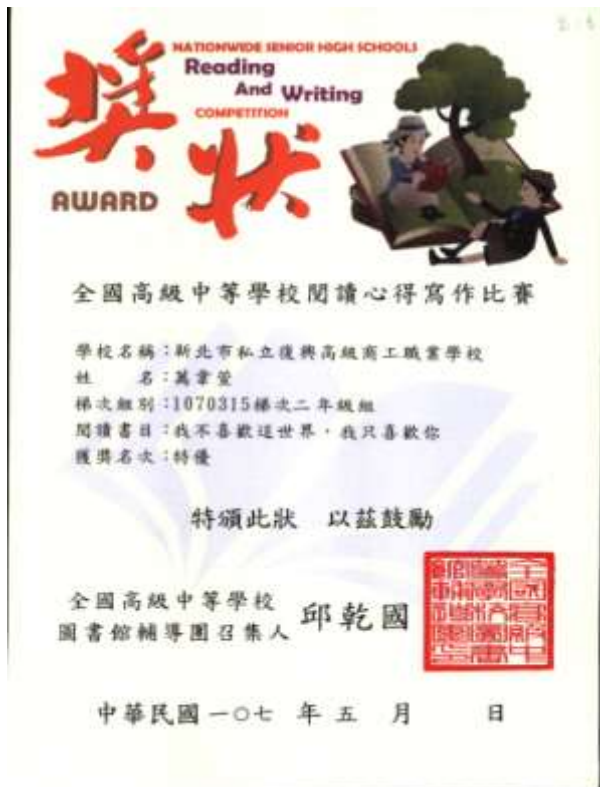 NATIONWIDE SENIOR HIGH SCHOOLS
Reading
And Writing
COMPETITION
獎狀
AWARD
全國高級中等學校閱讀心得寫作比賽
學校名稱:新北市私立復興高級商工職業學校
姓 名:萬韋萱
梯次組別:1070315梯次二年級組
閱讀書目:我不喜歡這世界,我只喜歡你
獲獎名次:特優
特頒此狀 以茲鼓勵
全國高級中等學校
圖書館輔導團召集人 邱乾國
中華民國一〇七 年 五 月 日